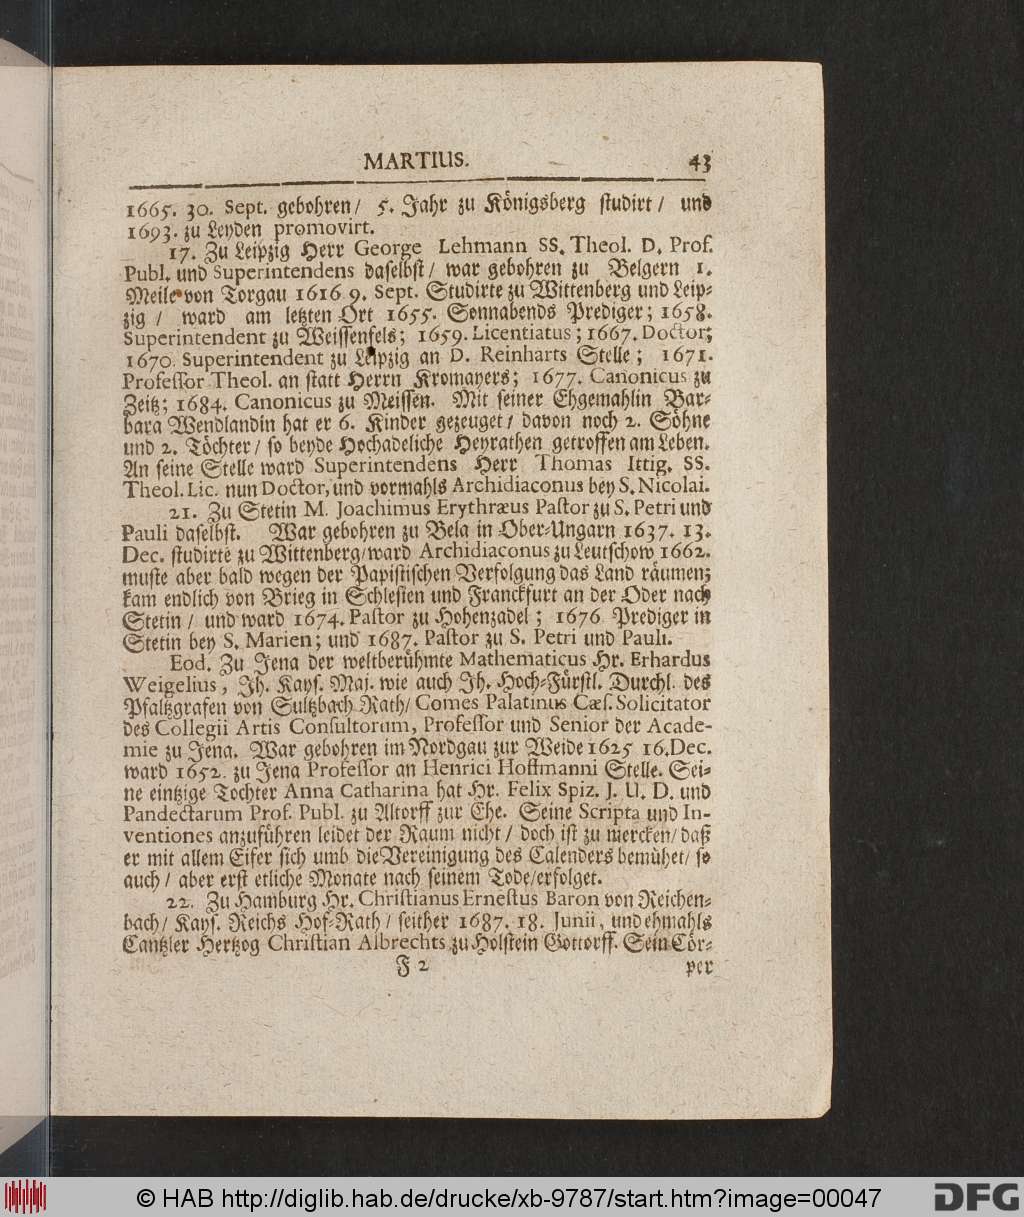 MARTIUS. 43
1665. 30. Sept. gebohren/ 5. Jahr zu Königsberg studirt / und
1693. zu Leyden promovirt.
17. Zu Leipzig Herr George Lehmann SS. Theol. D. Prof.
Publ. und Superintendens daselbst/ war gebohren zu Belgern 1.
Meile von Torgau 1616 9. Sept. Studirte zu Wittenberg und Leip-
zig / ward am letzten Ort 1655. Sonnabends Prediger; 1658.
Superintendent zu Weissenfels; 1659. Licentiatus; 1667. Doctor;
1670. Superintendent zu Leipzig an D. Reinharts Stelle; 1671.
Professor Theol. an statt Herrn Kromayers; 1677. Canonicus zu
Zeitz; 1684. Canonicus zu Meissen. Mit seiner Ehgemahlin Bar-
bara Wendlandin hat er 6. Kinder gezeuget/ davon noch 2. Söhne
und 2. Töchter/ so beyde Hochadeliche Heyrathen getroffen am Leben.
An seine Stelle ward Superintendens Herr Thomas Ittig, SS.
Theol. Lic. nun Doctor, und vormahls Archidiaconus bey S. Nicolai.
21. Zu Stetin M. Joachimus Erythræus Pastor zu S. Petri und
Pauli daselbst. War gebohren zu Bela in Ober-Ungarn 1637. 13.
Dec. studirte zu Wittenberg/ward Archidiaconus zu Leutschow 1662.
muste aber bald wegen der Papistischen Verfolgung das Land räumen;
kam endlich von Brieg in Schlesien und Franckfurt an der Oder nach
Stetin / und ward 1674. Pastor zu Hohenzadel; 1676 Prediger in
Stetin bey S. Marien; und 1687. Pastor zu S. Petri und Pauli.
Eod. Zu Jena der weltberühmte Mathematicus Hr. Erhardus
Weigelius, Ih. Kays. Maj. wie auch Ih. Hoch-Fürstl. Durchl. des
Pfaltzgrafen von Sultzbach Rath/ Comes Palatinus Cæs. Solicitator
des Collegii Artis Consultorum, Professor und Senior der Acade-
mie zu Jena. War gebohren im Nordgau zur Weide 1625 16. Dec.
ward 1652. zu Jena Professor an Henrici Hoffmanni Stelle. Sei-
ne eintzige Tochter Anna Catharina hat Hr. Felix Spiz. J. U. D. und
Pandectarum Prof. Publ. zu Altorff zur Ehe. Seine Scripta und In-
ventiones anzuführen leidet der Raum nicht / doch ist zu mercken/ daß
er mit allem Eifer sich umb die Vereinigung des Calenders bemühet/ so
auch / aber erst etliche Monate nach seinem Tode/erfolget.
22. Zu Hamburg Hr. Christianus Ernestus Baron von Reichen-
bach/ Kays. Reichs Hof-Rath / seither 1687. 18. Junii, und ehmahls
Cantzler Hertzog Christian Albrechts zu Holstein Gottorff. Sein Cör-
F 2 per
© HAB http://diglib.hab.de/drucke/xb-9787/start.htm?image=00047 DFG